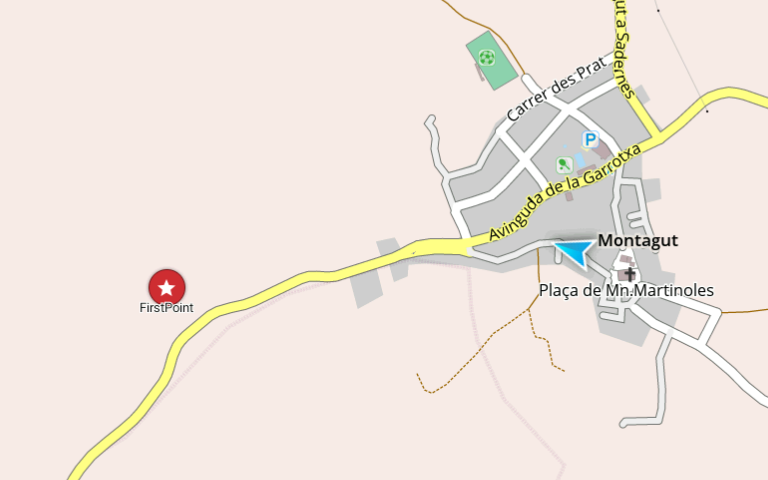 ut a Sadernes
Carrer des Prat
P
Avinguda de la Garrotxa
Montagut
Plaça de Mn.Martinoles
FirstPoint